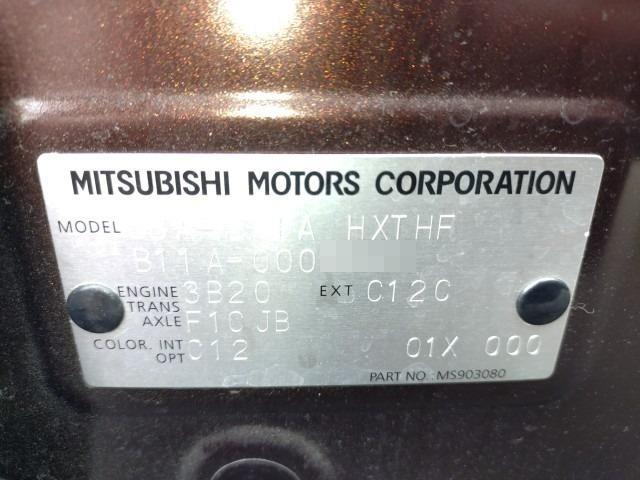 MITSUBISHI MOTORS CORPORATION
MODEL HXTHF
B11A-
ENGINE 3B20 EXT C12C
TRANS
AXLE F1CJB
COLOR. INT C12 01X 000
OPT
PART NO : MS903080